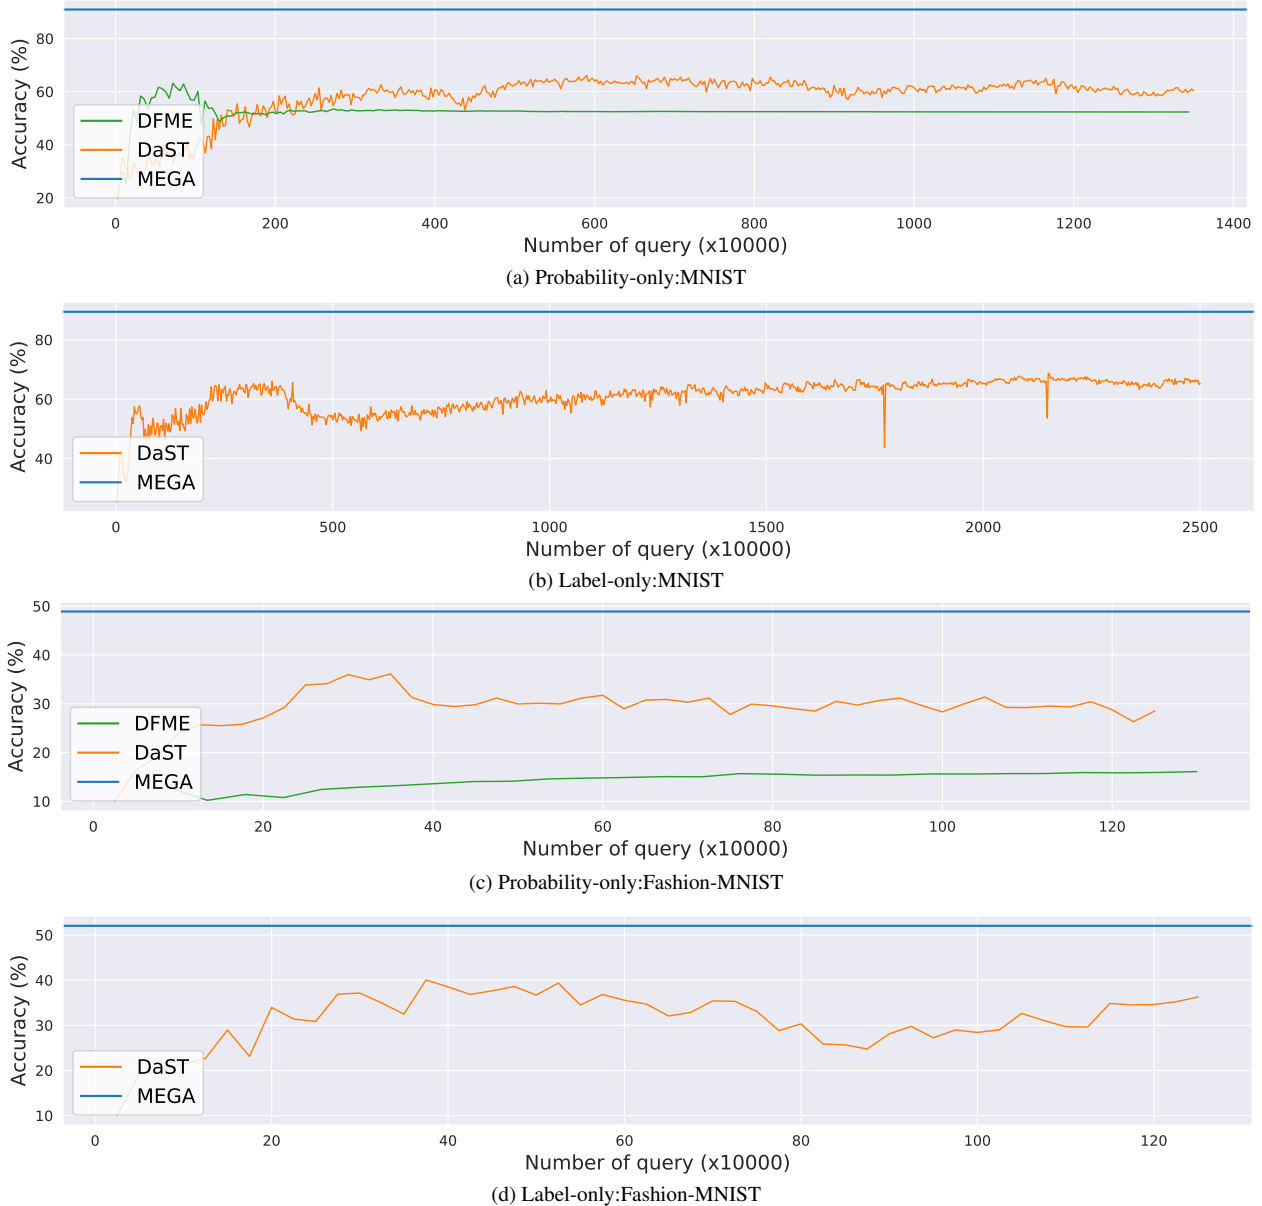 Accuracy (%)
80
60
40
20
DFME
DaST
MEGA
0 200 400 600 800 1000 1200 1400
Number of query (x10000)
(a) Probability-only:MNIST
Accuracy (%)
80
60
40
DaST
MEGA
0 500 1000 1500 2000 2500
Number of query (x10000)
(b) Label-only:MNIST
Accuracy (%)
50
40
30
20
10
DFME
DaST
MEGA
0 20 40 60 80 100 120
Number of query (x10000)
(c) Probability-only:Fashion-MNIST
Accuracy (%)
50
40
30
20
10
DaST
MEGA
0 20 40 60 80 100 120
Number of query (x10000)
(d) Label-only:Fashion-MNIST